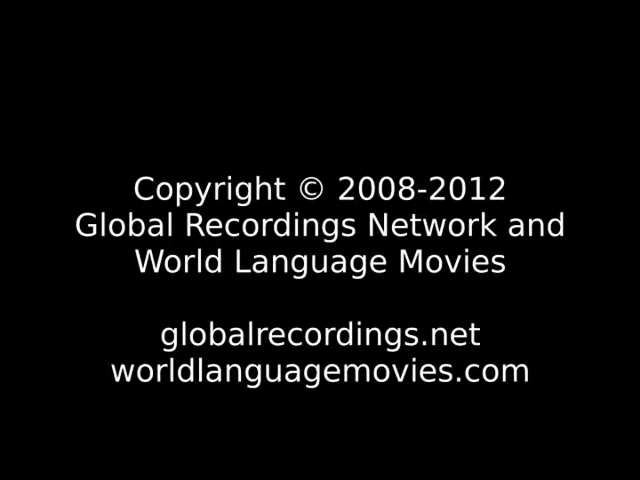 Copyright © 2008-2012
Global Recordings Network and
World Language Movies
globalrecordings.net
worldlanguagemovies.com